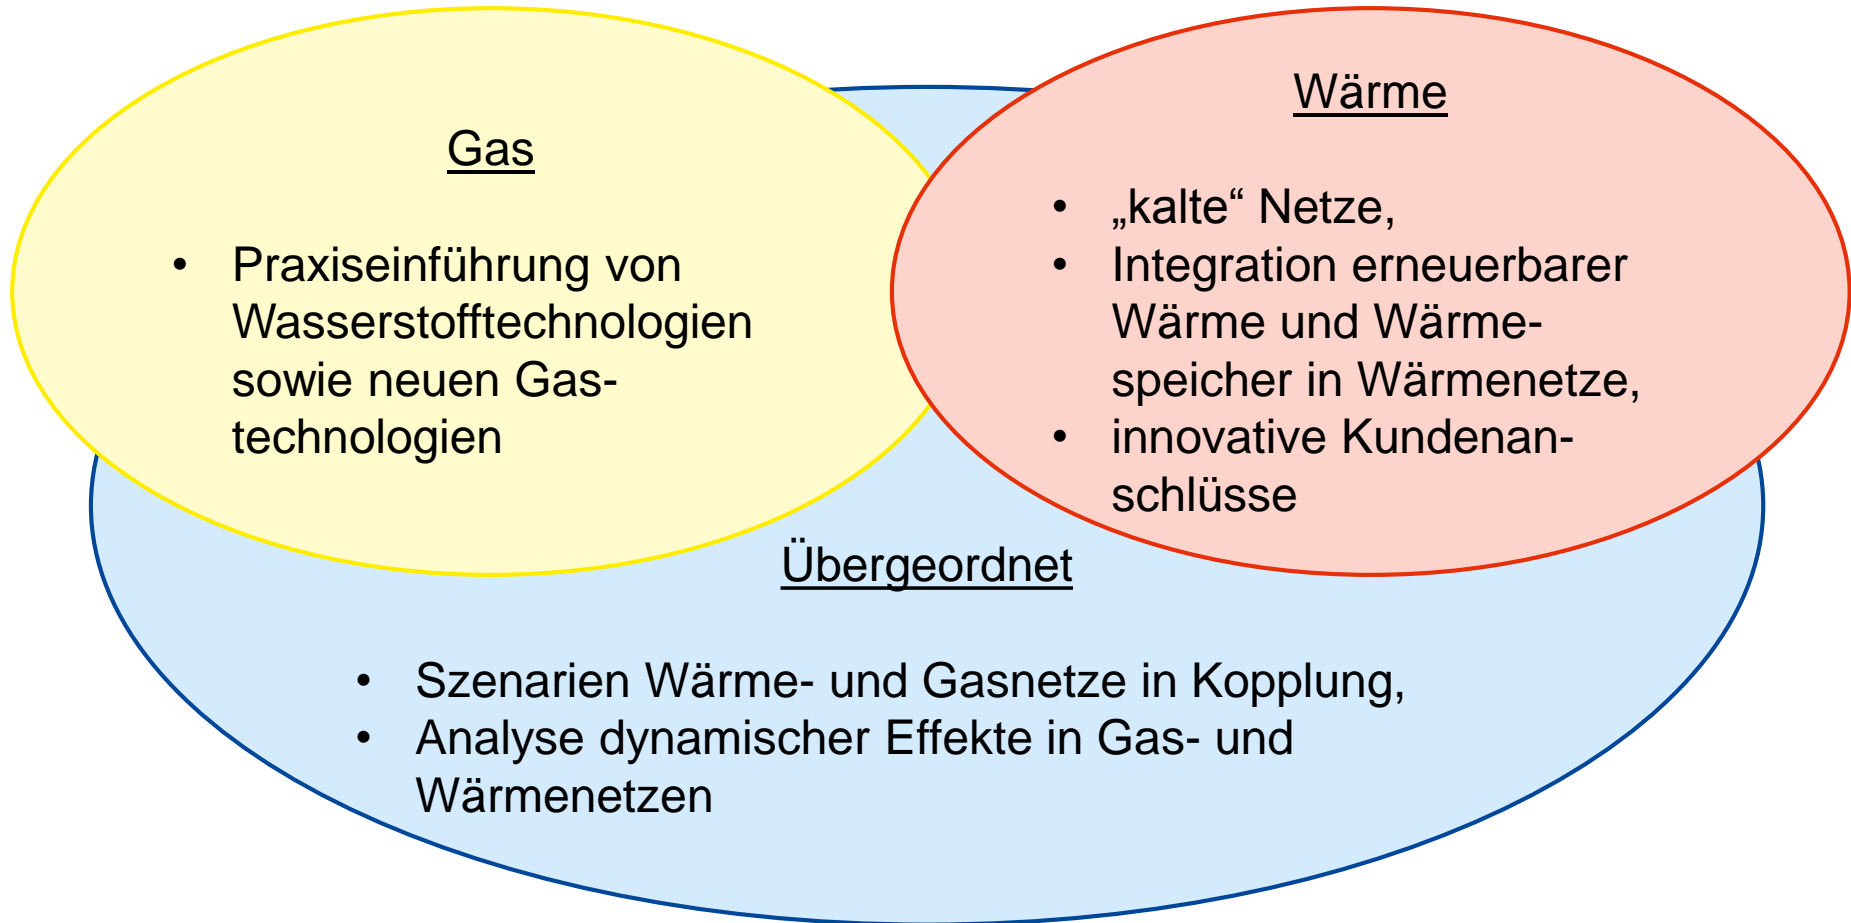 Gas
• Praxiseinführung von
Wasserstofftechnologien
sowie neuen Gas-
technologien
Wärme
• „kalte“ Netze,
• Integration erneuerbarer
Wärme und Wärme-
speicher in Wärmenetze,
• innovative Kundenan-
schlüsse
Übergeordnet
• Szenarien Wärme- und Gasnetze in Kopplung,
• Analyse dynamischer Effekte in Gas- und
Wärmenetzen